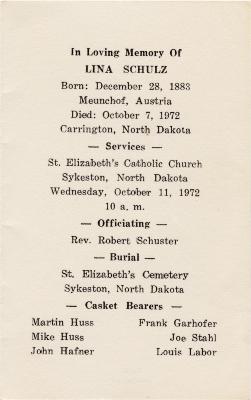 In Loving Memory Of
LINA SCHULZ
Born: December 28, 1883
Meunchof, Austria
Died: October 7, 1972
Carrington, North Dakota
— Services —
St. Elizabeth's Catholic Church
Sykeston, North Dakota
Wednesday, October 11, 1972
10 a. m.
— Officiating —
Rev. Robert Schuster
— Burial —
St. Elizabeth's Cemetery
Sykeston, North Dakota
— Casket Bearers —
Martin Huss Frank Garhofer
Mike Huss Joe Stahl
John Hafner Louis Labor